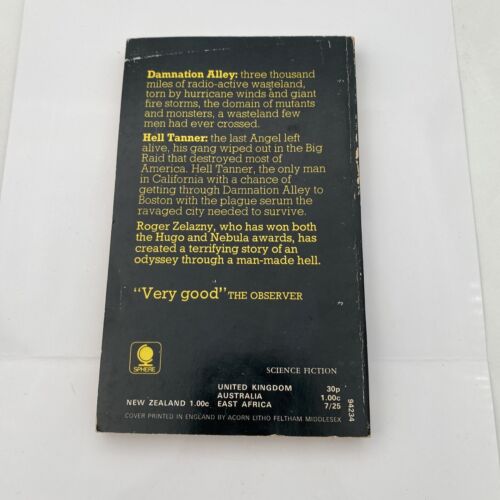 Damnation Alley: three thousand
miles of radio-active wasteland,
torn by hurricane winds and giant
fire storms, the domain of mutants
and monsters, a wasteland few
men had ever crossed.
Hell Tanner: the last Angel left
alive, his gang wiped out in the Big
Raid that destroyed most of
America. Hell Tanner, the only man
in California with a chance of
getting through Damnation Alley to
Boston with the plague serum the
ravaged city needed to survive.
Roger Zelazny, who has won both
the Hugo and Nebula awards, has
created a terrifying story of an
odyssey through a man-made hell.
"Very good" THE OBSERVER
SPHERE
SCIENCE FICTION
UNITED KINGDOM 30p
AUSTRALIA 1.00c
NEW ZEALAND 1.00c EAST AFRICA 7/25
COVER PRINTED IN ENGLAND BY ACORN LITHO FELTHAM MIDDLESEX
94234